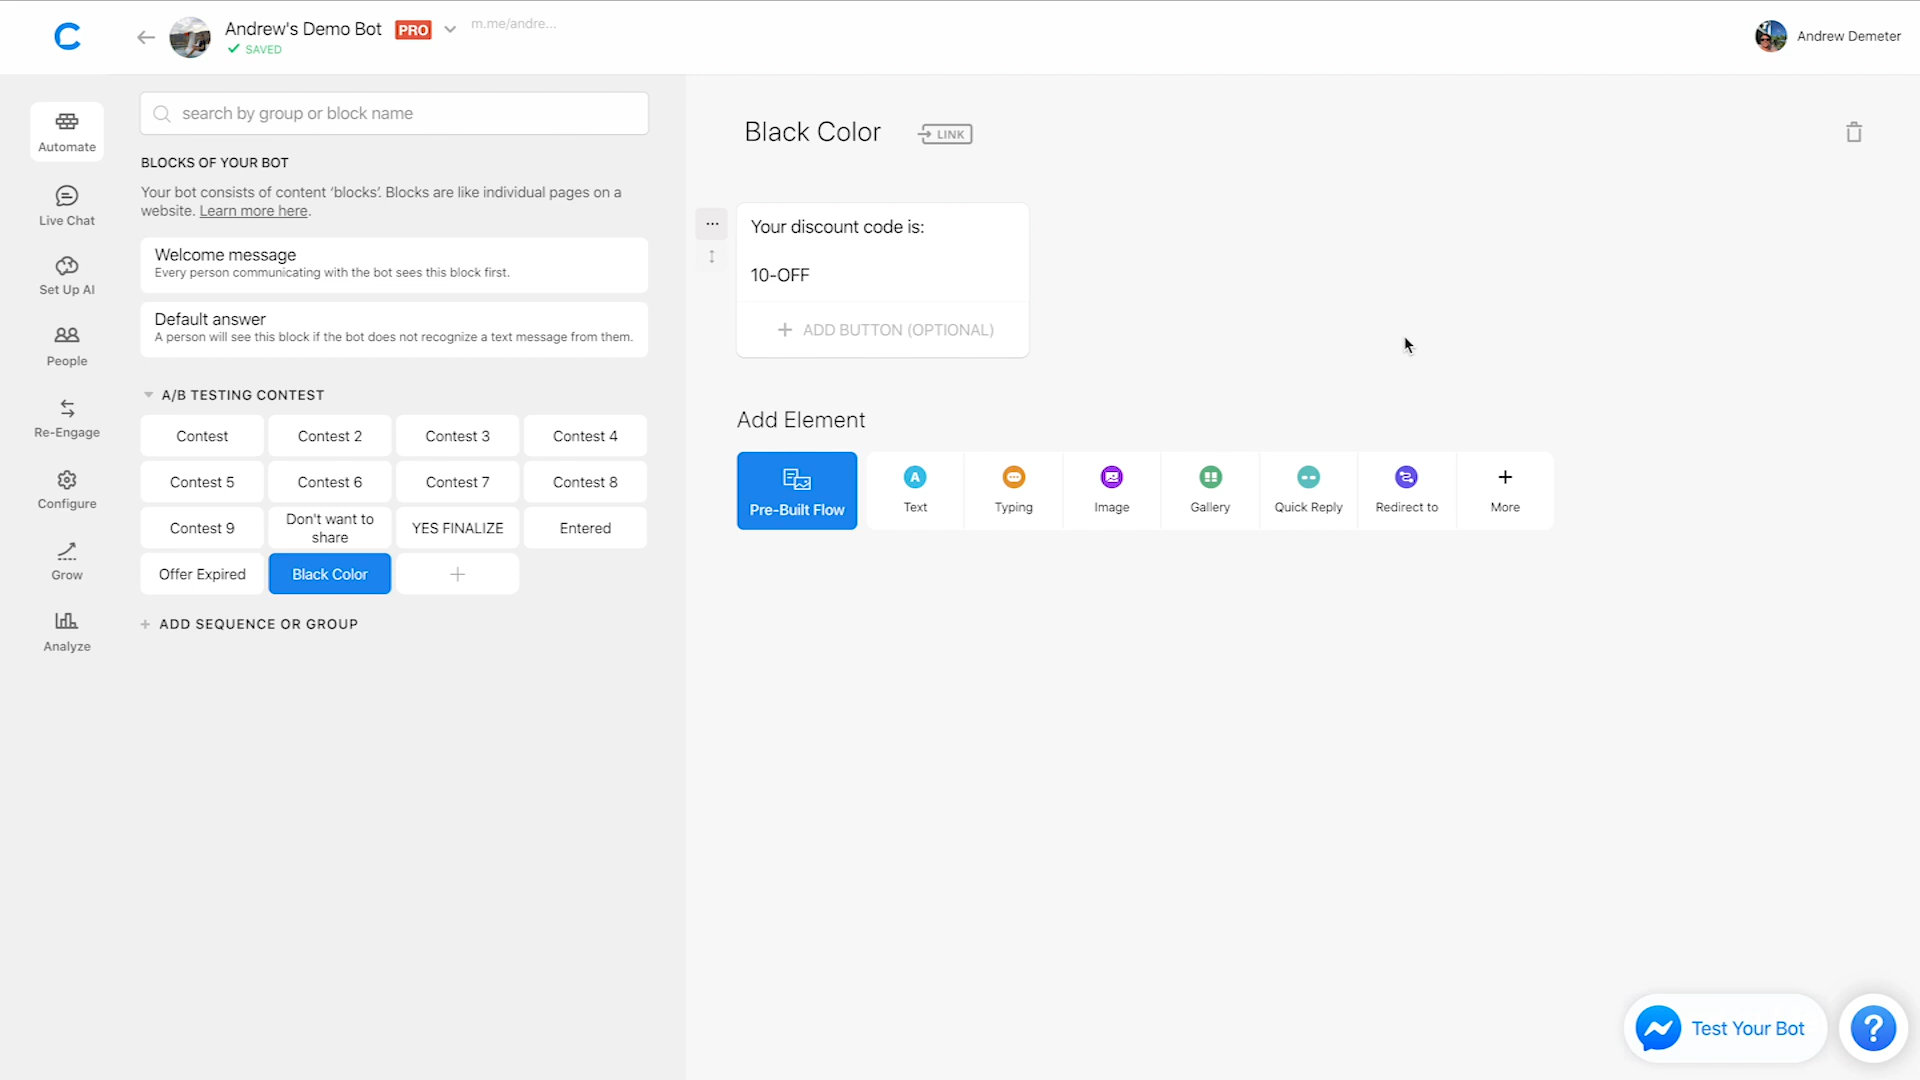 Andrew's Demo Bot PRO m.me/andre...
SAVED
Andrew Demeter
Automate
Live Chat
Set Up AI
People
Re-Engage
Configure
Grow
Analyze
search by group or block name
BLOCKS OF YOUR BOT
Your bot consists of content ‘blocks’. Blocks are like individual pages on a
website. Learn more here.
Welcome message
Every person communicating with the bot sees this block first.
Default answer
A person will see this block if the bot does not recognize a text message from them.
A/B TESTING CONTEST
Contest Contest 2 Contest 3 Contest 4
Contest 5 Contest 6 Contest 7 Contest 8
Contest 9 Don't want to share YES FINALIZE Entered
Offer Expired Black Color +
+ ADD SEQUENCE OR GROUP
Black Color LINK
Your discount code is:
10-OFF
+ ADD BUTTON (OPTIONAL)
Add Element
Pre-Built Flow Text Typing Image Gallery Quick Reply Redirect to More
Test Your Bot ?